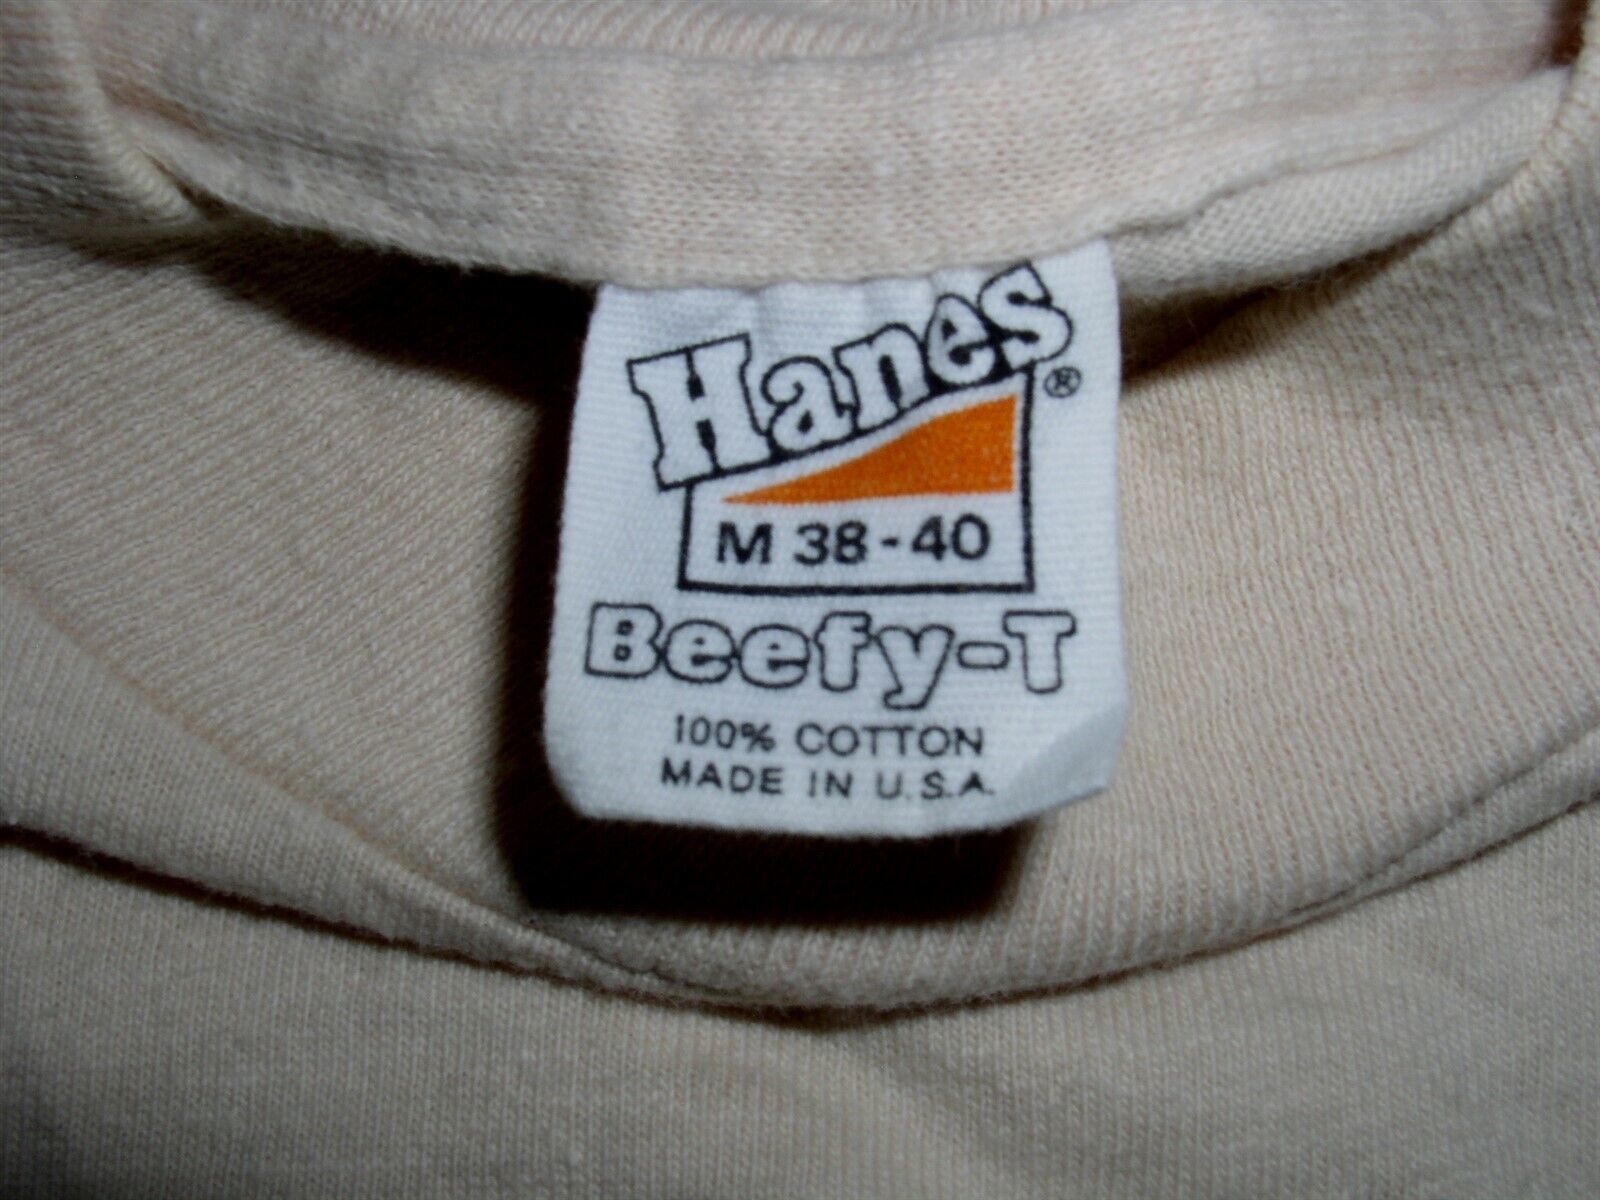 Hanes®
M 38-40
Beefy-T
100% COTTON
MADE IN U.S.A.